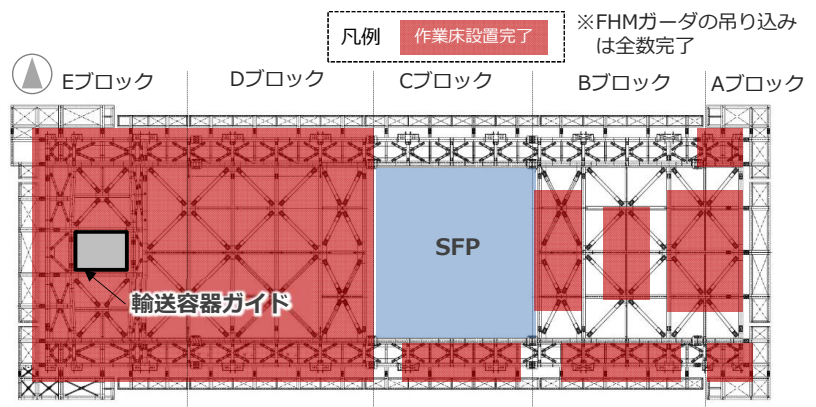 凡例
作業床設置完了
※FHMガーダの吊り込み
は全数完了
Eブロック
Dブロック
Cブロック
Bブロック
Aブロック
SFP
輸送容器ガイド